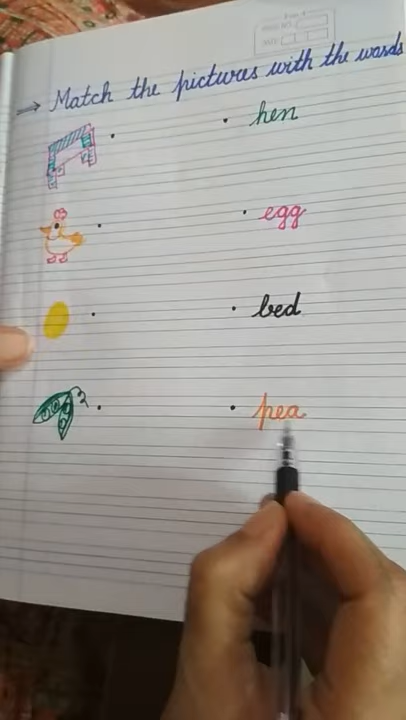 Match the pictures with the words
hen
egg
bed
pea